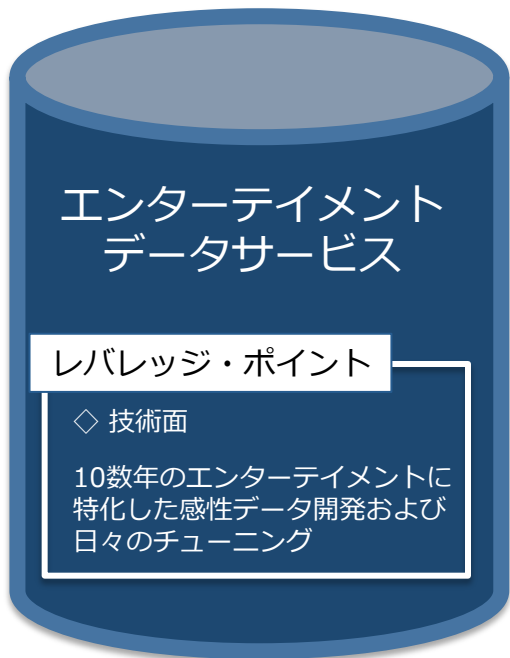 エンターテイメント
データサービス
レバレッジ・ポイント
◇ 技術面
10数年のエンターテイメントに
特化した感性データ開発および
日々のチューニング